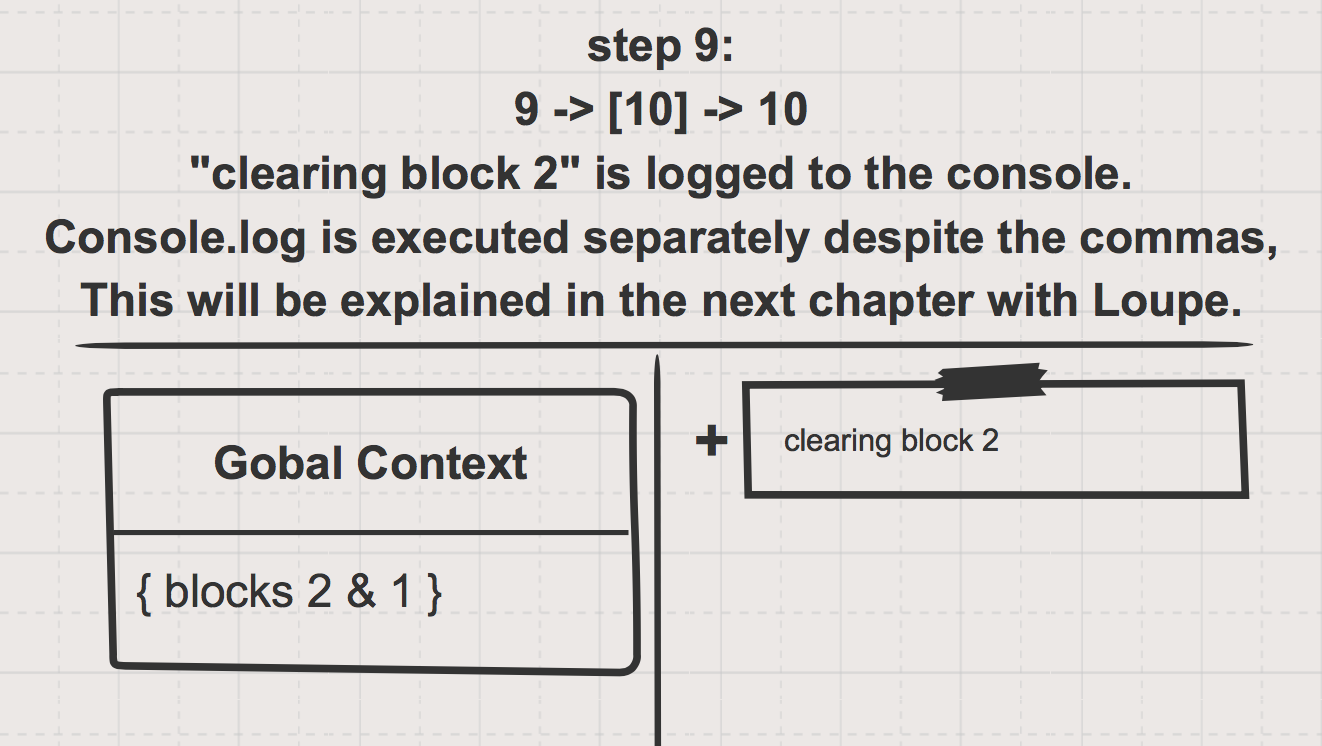 step 9:
9 -> [10] -> 10
"clearing block 2" is logged to the console.
Console.log is executed separately despite the commas,
This will be explained in the next chapter with Loupe.
Gobal Context
{ blocks 2 & 1 }
+
clearing block 2